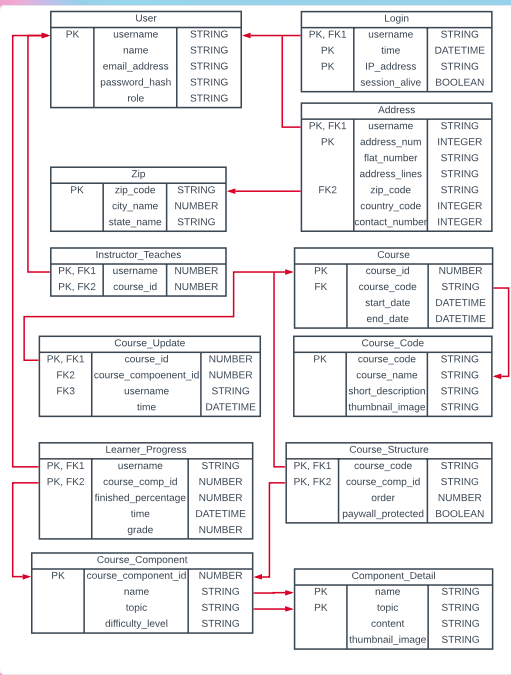 User
PK username STRING
name STRING
email_address STRING
password_hash STRING
role STRING
Login
PK, FK1 username STRING
PK time DATETIME
PK IP_address STRING
session_alive BOOLEAN
Address
PK, FK1 username STRING
PK address_num INTEGER
flat_number STRING
address_lines STRING
FK2 zip_code STRING
country_code INTEGER
contact_number INTEGER
Zip
PK zip_code STRING
city_name NUMBER
state_name STRING
Instructor_Teaches
PK, FK1 username NUMBER
PK, FK2 course_id NUMBER
Course
PK course_id NUMBER
FK course_code STRING
start_date DATETIME
end_date DATETIME
Course_Update
PK, FK1 course_id NUMBER
FK2 course_compoenent_id NUMBER
FK3 username STRING
time DATETIME
Course_Code
PK course_code STRING
course_name STRING
short_description STRING
thumbnail_image STRING
Learner_Progress
PK, FK1 username STRING
PK, FK2 course_comp_id NUMBER
finished_percentage NUMBER
time DATETIME
grade NUMBER
Course_Structure
PK, FK1 course_code STRING
PK, FK2 course_comp_id STRING
order NUMBER
paywall_protected BOOLEAN
Course_Component
PK course_component_id NUMBER
name STRING
topic STRING
difficulty_level STRING
Component_Detail
PK name STRING
PK topic STRING
content STRING
thumbnail_image STRING